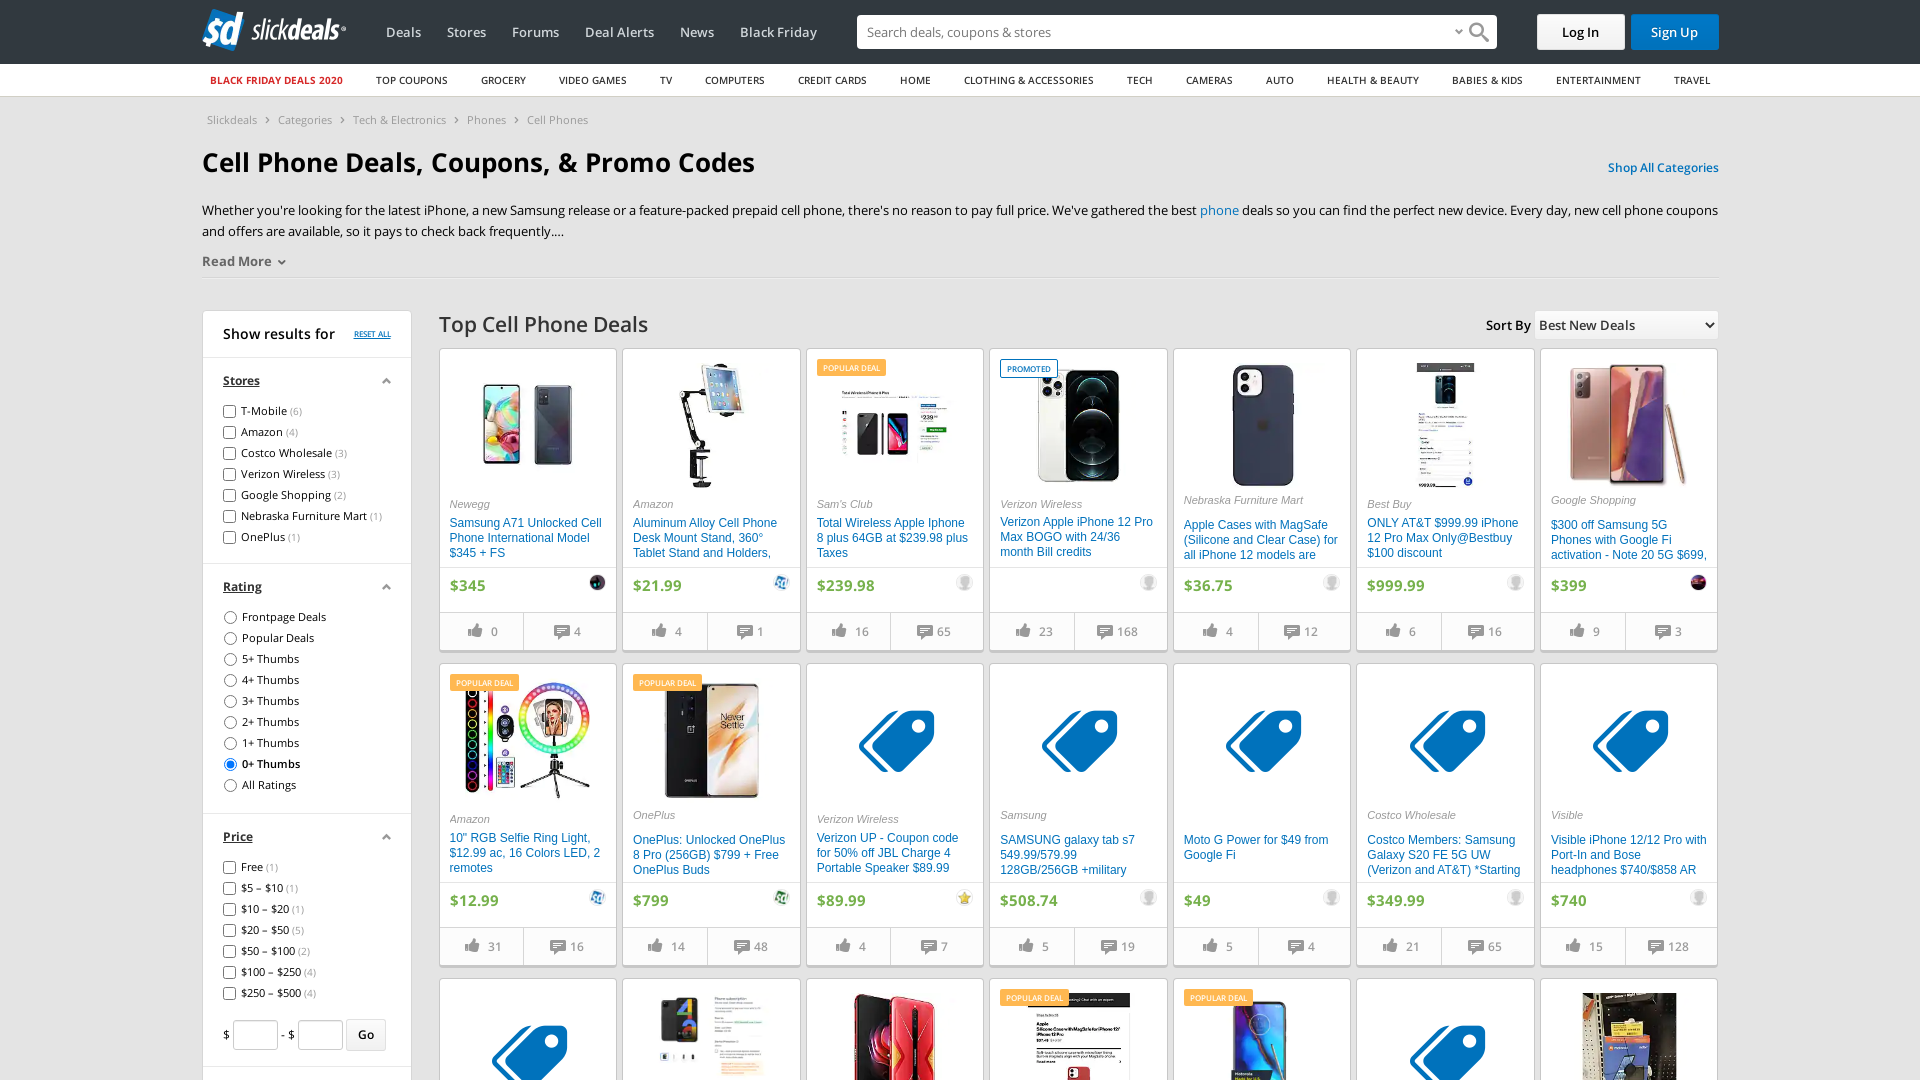 sd slickdeals
Deals
Stores
Forums
Deal Alerts
News
Black Friday
Search deals, coupons & stores
Log In
Sign Up
BLACK FRIDAY DEALS 2020
TOP COUPONS
GROCERY
VIDEO GAMES
TV
COMPUTERS
CREDIT CARDS
HOME
CLOTHING & ACCESSORIES
TECH
CAMERAS
AUTO
HEALTH & BEAUTY
BABIES & KIDS
ENTERTAINMENT
TRAVEL
Slickdeals > Categories > Tech & Electronics > Phones > Cell Phones
Cell Phone Deals, Coupons, & Promo Codes
Shop All Categories
Whether you're looking for the latest iPhone, a new Samsung release or a feature-packed prepaid cell phone, there's no reason to pay full price. We've gathered the best phone deals so you can find the perfect new device. Every day, new cell phone coupons
and offers are available, so it pays to check back frequently....
Read More
Show results for
RESET ALL
Stores
T-Mobile (6)
Amazon (4)
Costco Wholesale (3)
Verizon Wireless (3)
Google Shopping (2)
Nebraska Furniture Mart (1)
OnePlus (1)
Rating
Frontpage Deals
Popular Deals
5+ Thumbs
4+ Thumbs
3+ Thumbs
2+ Thumbs
1+ Thumbs
0+ Thumbs
All Ratings
Price
Free (1)
$5 – $10 (1)
$10 – $20 (1)
$20 – $50 (5)
$50 – $100 (2)
$100 – $250 (4)
$250 – $500 (4)
$ - $ Go
Top Cell Phone Deals
Sort By
Best New Deals
Newegg
Samsung A71 Unlocked Cell
Phone International Model
$345 + FS
$345
0
4
Amazon
Aluminum Alloy Cell Phone
Desk Mount Stand, 360°
Tablet Stand and Holders,
$21.99
4
1
POPULAR DEAL
Sam's Club
Total Wireless Apple Iphone
8 plus 64GB at $239.98 plus
Taxes
$239.98
16
65
PROMOTED
Verizon Wireless
Verizon Apple iPhone 12 Pro
Max BOGO with 24/36
month Bill credits
23
168
Nebraska Furniture Mart
Apple Cases with MagSafe
(Silicone and Clear Case) for
all iPhone 12 models are
$36.75
4
12
Best Buy
ONLY AT&T $999.99 iPhone
12 Pro Max Only@Bestbuy
$100 discount
$999.99
6
16
Google Shopping
$300 off Samsung 5G
Phones with Google Fi
activation - Note 20 5G $699,
$399
9
3
POPULAR DEAL
Amazon
10" RGB Selfie Ring Light,
$12.99 ac, 16 Colors LED, 2
remotes
$12.99
31
16
POPULAR DEAL
Never
Settle
OnePlus
OnePlus: Unlocked OnePlus
8 Pro (256GB) $799 + Free
OnePlus Buds
$799
14
48
Verizon Wireless
Verizon UP - Coupon code
for 50% off JBL Charge 4
Portable Speaker $89.99
$89.99
4
7
Samsung
SAMSUNG galaxy tab s7
549.99/579.99
128GB/256GB +military
$508.74
5
19
Moto G Power for $49 from
Google Fi
$49
5
4
Costco Wholesale
Costco Members: Samsung
Galaxy S20 FE 5G UW
(Verizon and AT&T) *Starting
$349.99
21
65
Visible
Visible iPhone 12/12 Pro with
Port-In and Bose
headphones $740/$858 AR
$740
15
128
POPULAR DEAL
POPULAR DEAL